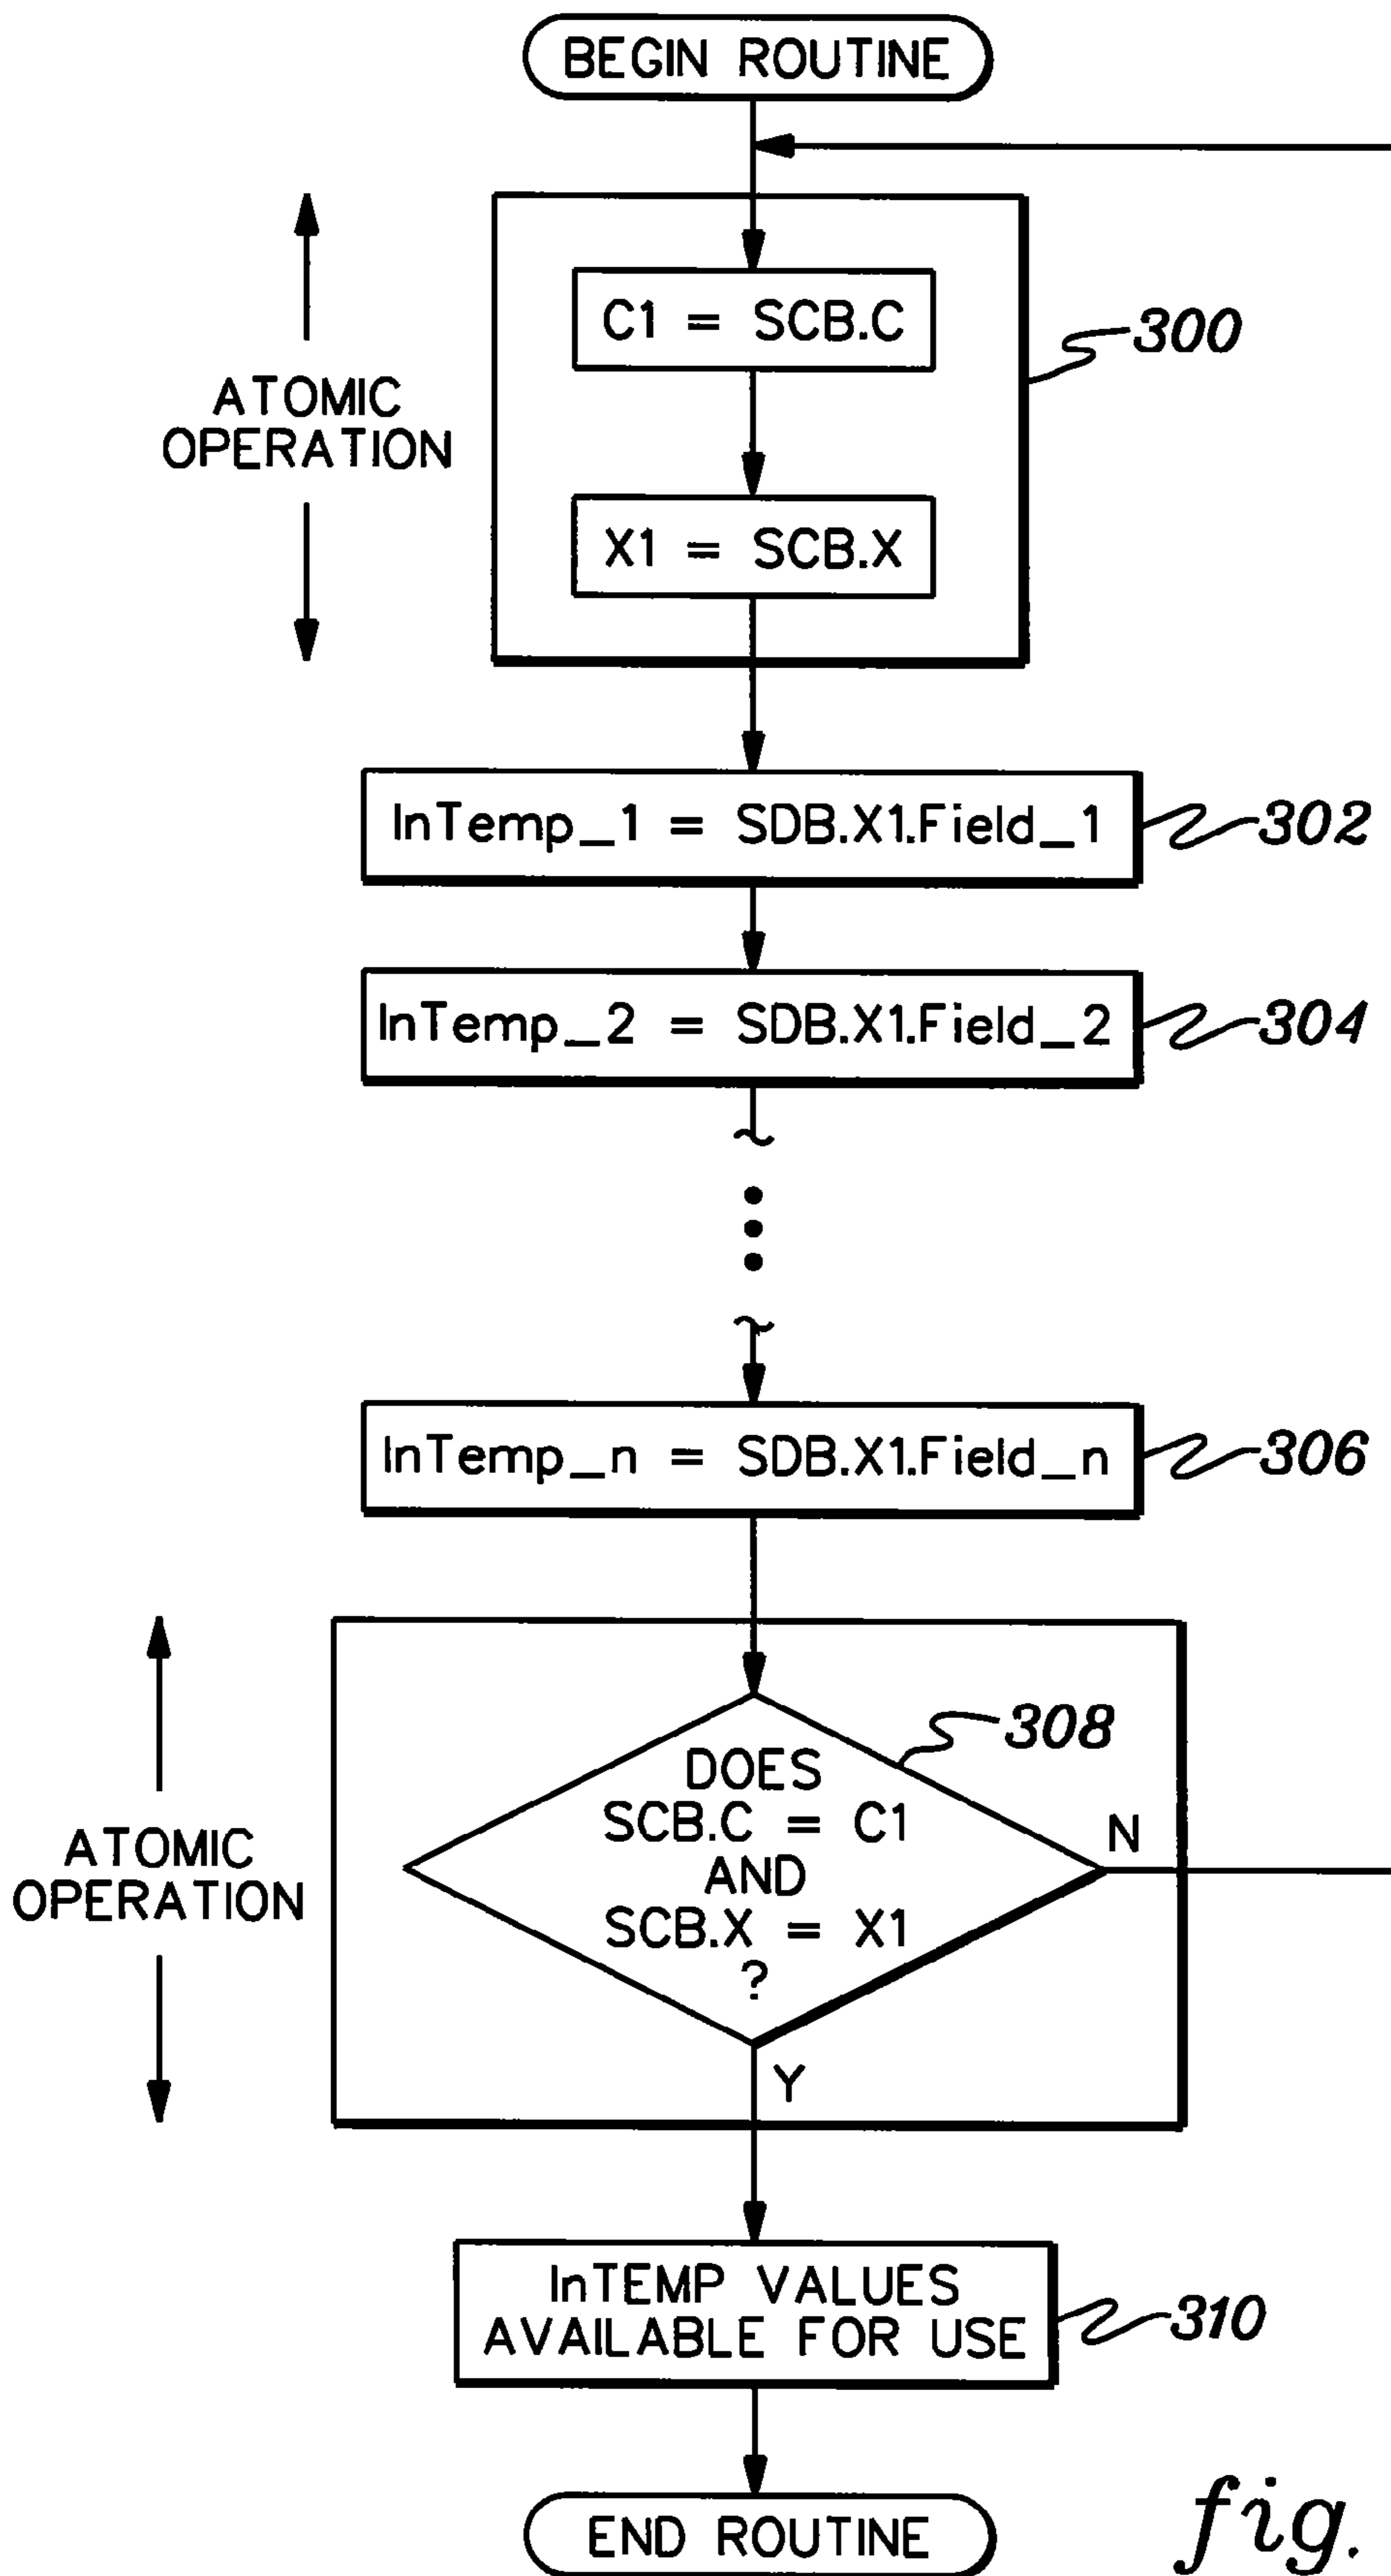 BEGIN ROUTINE
C1 = SCB.C
300
ATOMIC
OPERATION
X1 = SCB.X
InTemp_1 = SDB.X1.Field_1
302
InTemp_2 = SDB.X1.Field_2
304
InTemp_n = SDB.X1.Field_n
306
308
DOES
SCB.C = C1
AND
SCB.X = X1
?
N
ATOMIC
OPERATION
Y
InTEMP VALUES
AVAILABLE FOR USE
310
END ROUTINE
fig.